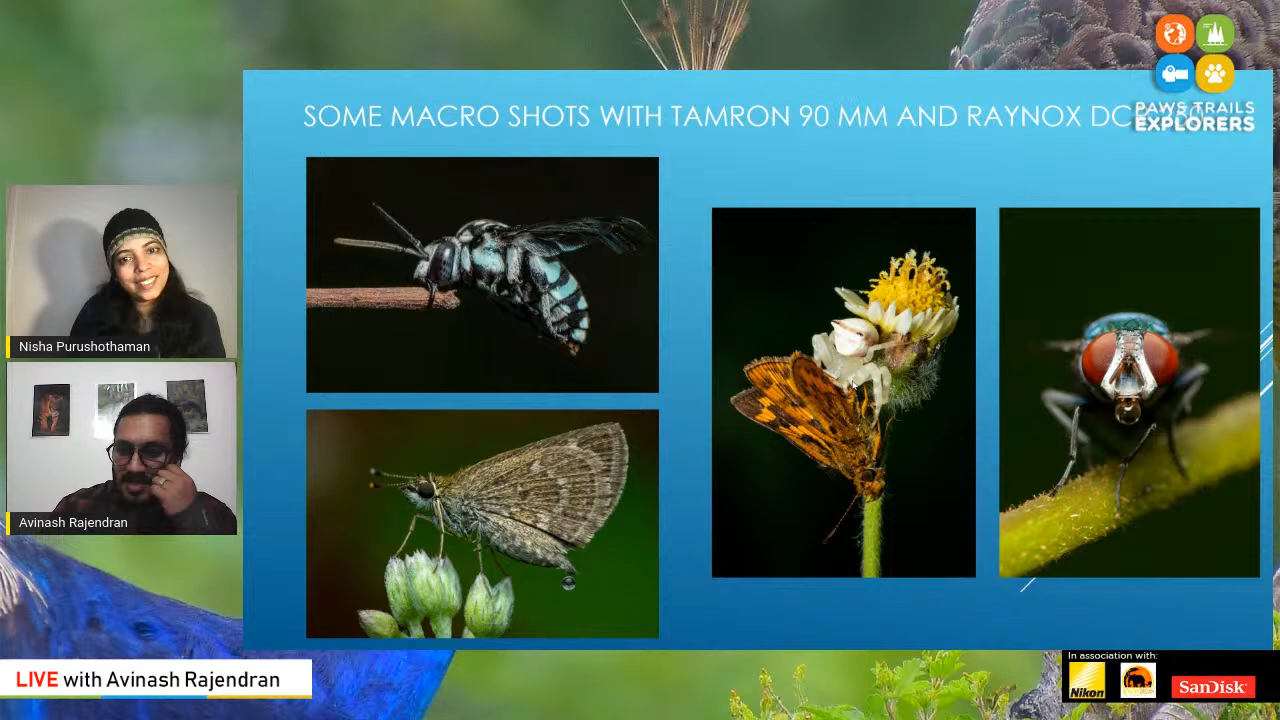 SOME MACRO SHOTS WITH TAMRON 90 MM AND RAYNOX DC
PAWS TRAILS
EXPLORERS
Nisha Purushothaman
Avinash Rajendran
LIVE with Avinash Rajendran
In association with:
Nikon
SanDisk